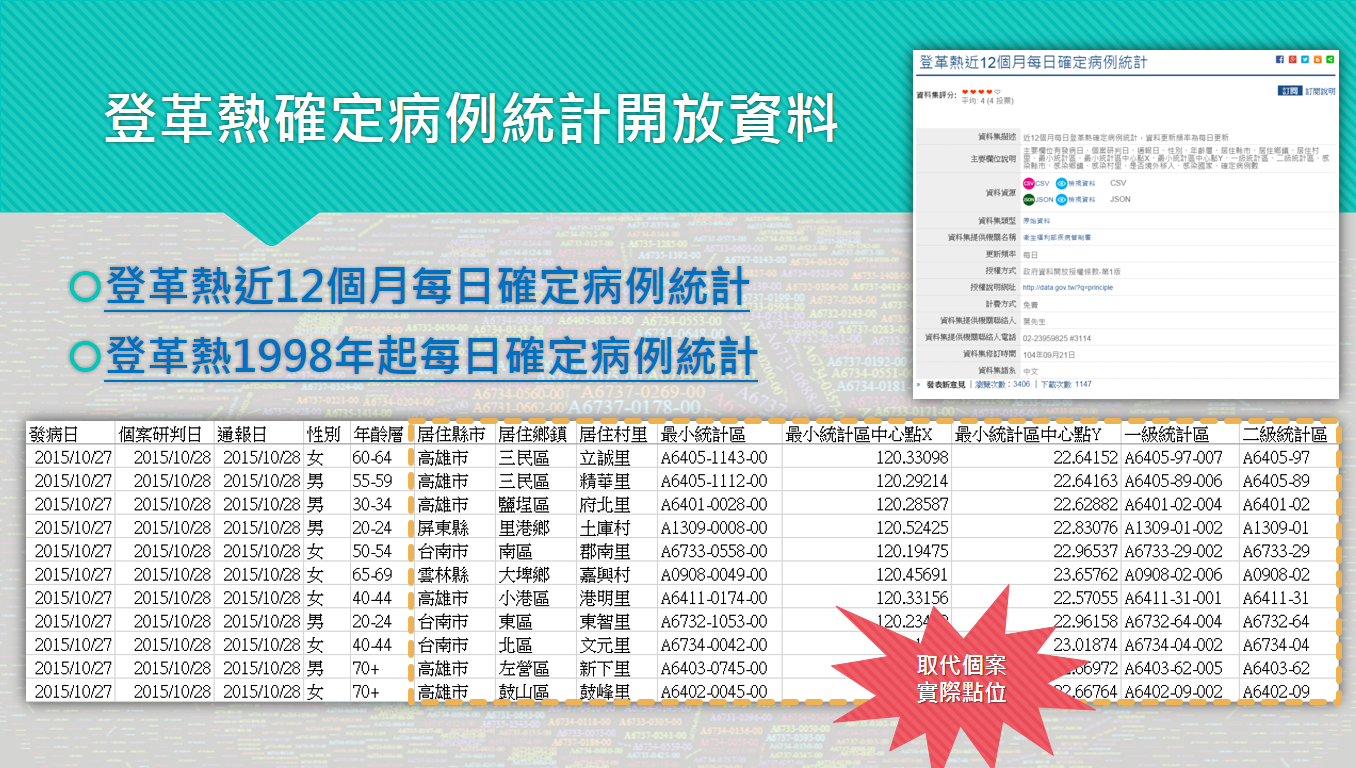 登革熱確定病例統計開放資料
登革熱近12個月每日確定病例統計
登革熱1998年起每日確定病例統計
登革熱近12個月每日確定病例統計
資料集評分:
平均: 4 (4 投票)
訂閱 訂閱說明
資料集描述 近12個月每日登革熱確定病例統計，資料更新頻率為每日更新
主要欄位說明 主要欄位有發病日、個案研判日、通報日、性別、年齡層、居住縣市、居住鄉鎮、居住村
里、最小統計區、最小統計區中心點X、最小統計區中心點Y、一級統計區、二級統計區、感
染縣市、感染鄉鎮、感染村里、是否境外移入、感染國家、確定病例數
資料資源 CSV CSV 檢視資料 CSV
JSON JSON 檢視資料 JSON
資料集類型 原始資料
資料集提供機關名稱 衛生福利部疾病管制署
更新頻率 每日
授權方式 政府資料開放授權條款-第1版
授權說明網址 http://data.gov.tw/?q=principle
計費方式 免費
資料集提供機關聯絡人 葉先生
資料集提供機關聯絡人電話 02-23959825 #3114
資料集修訂時間 104年09月21日
資料集語系 中文
» 發表新意見 | 瀏覽次數：3406 | 下載次數 1147
發病日 個案研判日 通報日 性別 年齡層 居住縣市 居住鄉鎮 居住村里 最小統計區 最小統計區中心點X 最小統計區中心點Y 一級統計區 二級統計區
2015/10/27 2015/10/28 2015/10/28 女 60-64 高雄市 三民區 立誠里 A6405-1143-00 120.33098 22.64152 A6405-97-007 A6405-97
2015/10/27 2015/10/28 2015/10/28 男 55-59 高雄市 三民區 精華里 A6405-1112-00 120.29214 22.64163 A6405-89-006 A6405-89
2015/10/27 2015/10/28 2015/10/28 男 30-34 高雄市 鹽埕區 府北里 A6401-0028-00 120.28587 22.62882 A6401-02-004 A6401-02
2015/10/27 2015/10/28 2015/10/28 男 20-24 屏東縣 里港鄉 土庫村 A1309-0008-00 120.52425 22.83076 A1309-01-002 A1309-01
2015/10/27 2015/10/28 2015/10/28 女 50-54 台南市 南區 郡南里 A6733-0558-00 120.19475 22.96537 A6733-29-002 A6733-29
2015/10/27 2015/10/28 2015/10/28 女 65-69 雲林縣 大埤鄉 嘉興村 A0908-0049-00 120.45691 23.65762 A0908-02-006 A0908-02
2015/10/27 2015/10/28 2015/10/28 女 40-44 高雄市 小港區 港明里 A6411-0174-00 120.33156 22.57055 A6411-31-001 A6411-31
2015/10/27 2015/10/28 2015/10/28 男 20-24 台南市 東區 東智里 A6732-1053-00 22.96158 A6732-64-004 A6732-64
2015/10/27 2015/10/28 2015/10/28 女 40-44 台南市 北區 文元里 A6734-0042-00 23.01874 A6734-04-002 A6734-04
2015/10/27 2015/10/28 2015/10/28 男 70+ 高雄市 左營區 新下里 A6403-0745-00 A6403-62-005 A6403-62
2015/10/27 2015/10/28 2015/10/28 女 70+ 高雄市 鼓山區 鼓峰里 A6402-0045-00 A6402-09-002 A6402-09
取代個案
實際點位